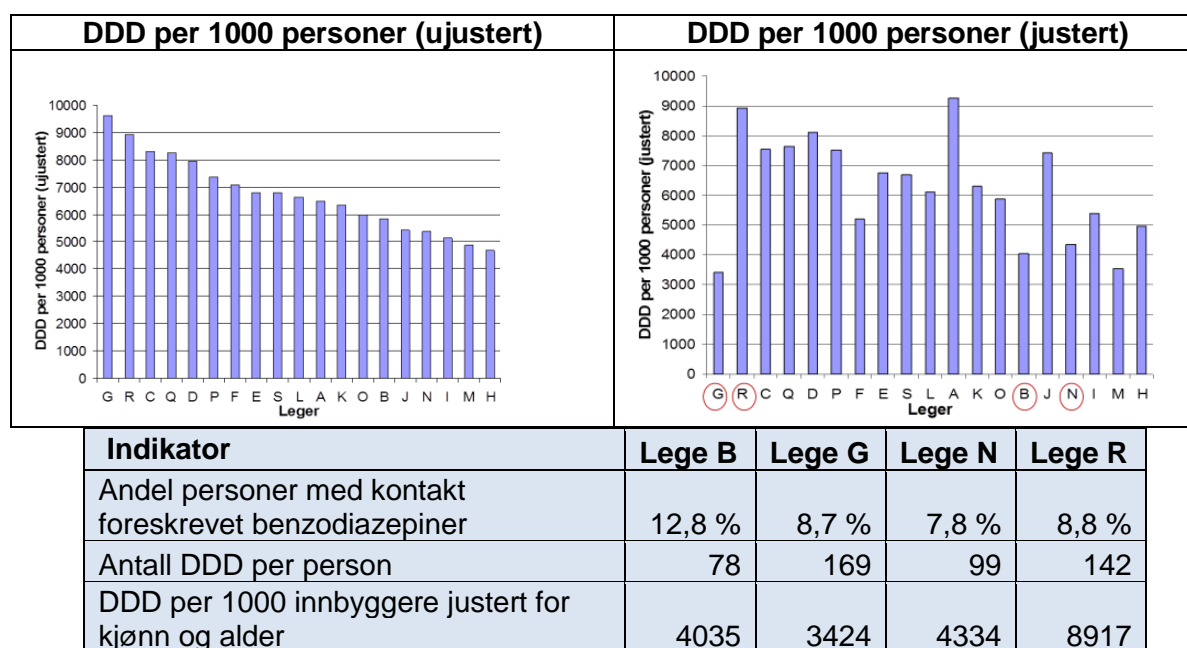 DDD per 1000 personer (ujustert)
DDD per 1000 personer (justert)
DDD per 1000 personer (ujustert)
10000
9000
8000
7000
6000
5000
4000
3000
2000
1000
0
G R C Q D P F E S L A K O B J N I M H
Leger
DDD per 1000 personer (justert)
10000
9000
8000
7000
6000
5000
4000
3000
2000
1000
0
G R C Q D P F E S L A K O B J N I M H
Leger
Indikator Lege B Lege G Lege N Lege R
Andel personer med kontakt
foreskrevet benzodiazepiner 12,8 % 8,7 % 7,8 % 8,8 %
Antall DDD per person 78 169 99 142
DDD per 1000 innbyggere justert for
kjønn og alder 4035 3424 4334 8917